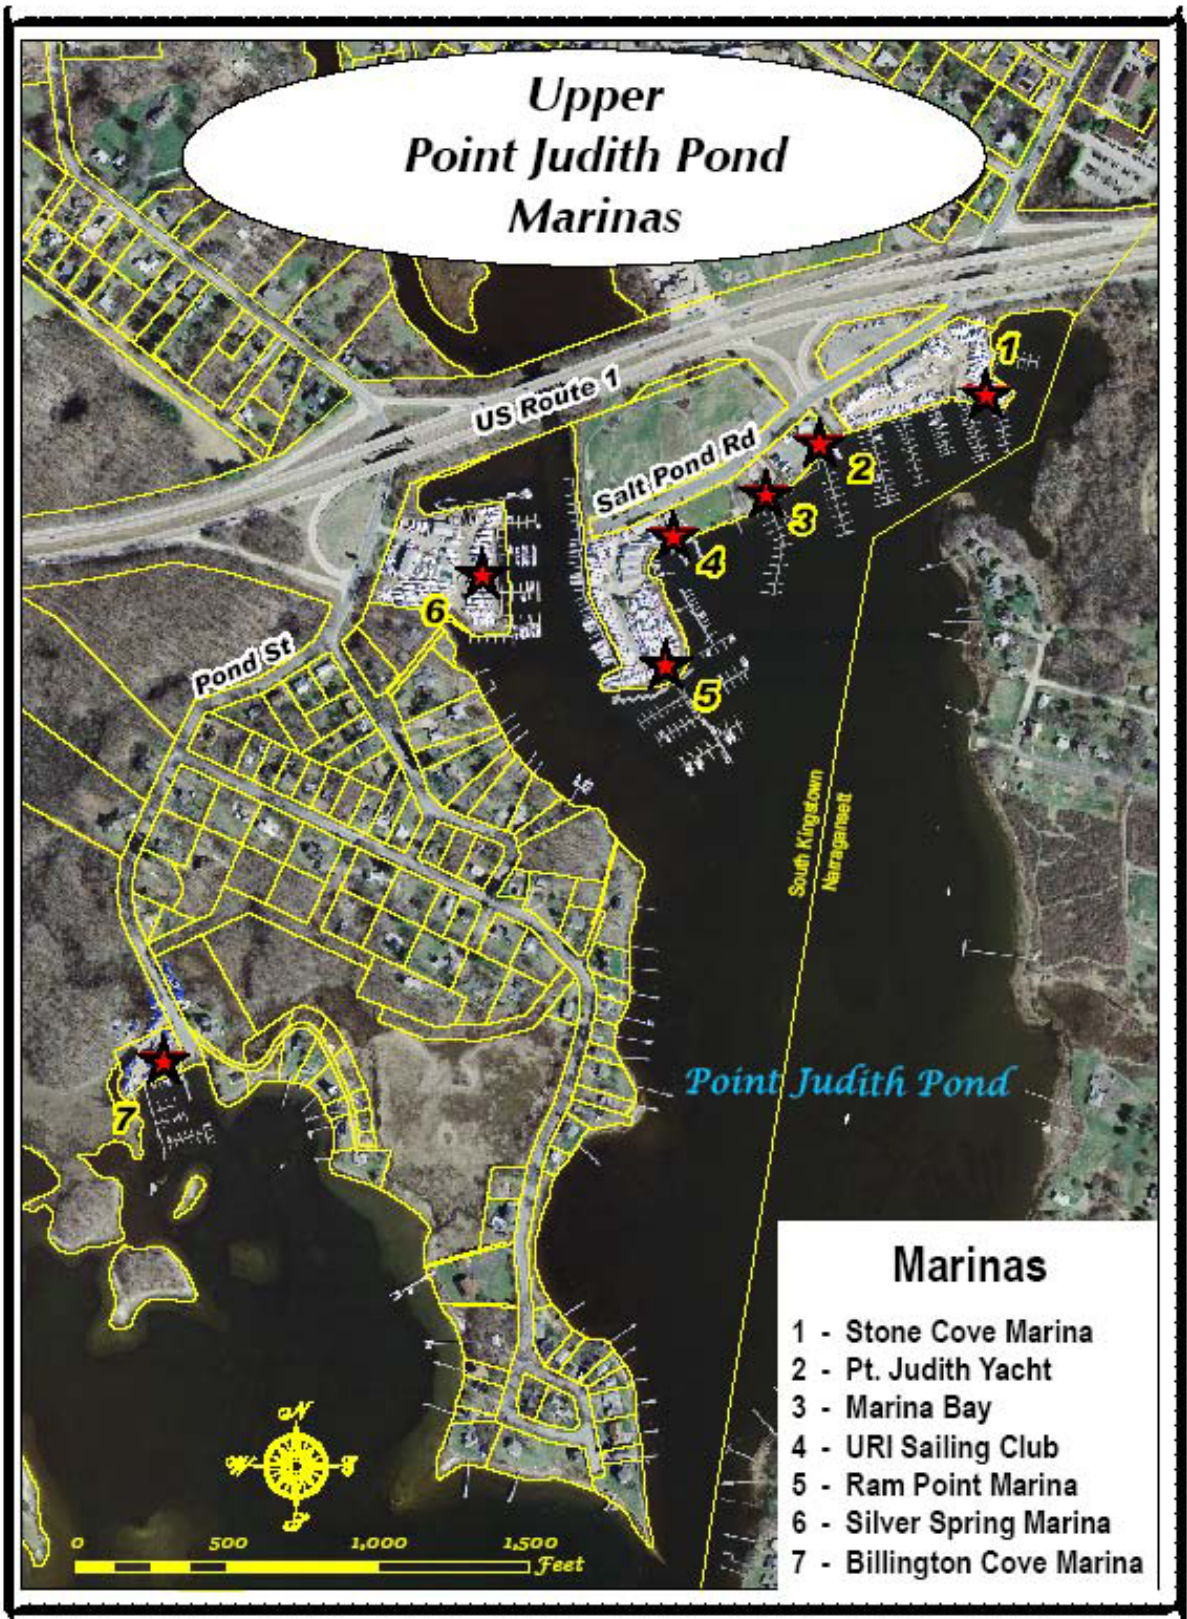 Upper
Point Judith Pond
Marinas
US Route 1
Salt Pond Rd
Pond St
1
2
3
4
5
6
7
South Kingstown
Narragansett
Point Judith Pond
N
0 500 1,000 1,500
Feet
Marinas
1 - Stone Cove Marina
2 - Pt. Judith Yacht
3 - Marina Bay
4 - URI Sailing Club
5 - Ram Point Marina
6 - Silver Spring Marina
7 - Billington Cove Marina